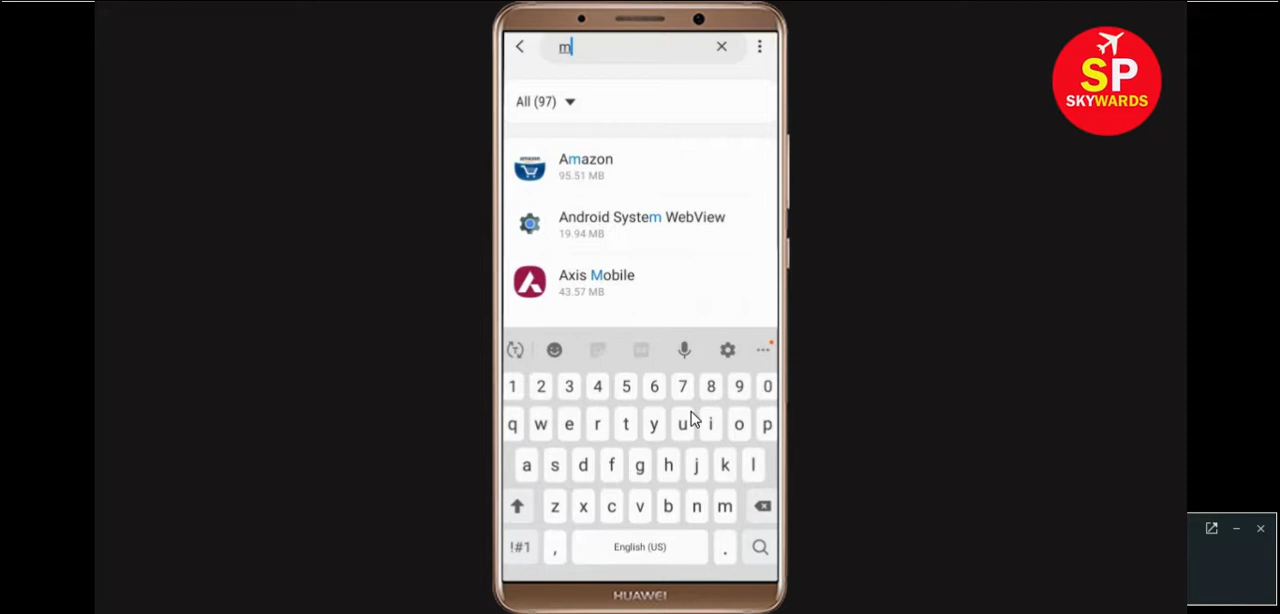 m
SP
SKYWARDS
All (97)
amazon
Amazon
95.51 MB
Android System WebView
19.94 MB
Axis Mobile
43.57 MB
T
1 2 3 4 5 6 7 8 9 0
q w e r t y u i o p
a s d f g h j k l
z x c v b n m
!#1 , English (US) .
HUAWEI